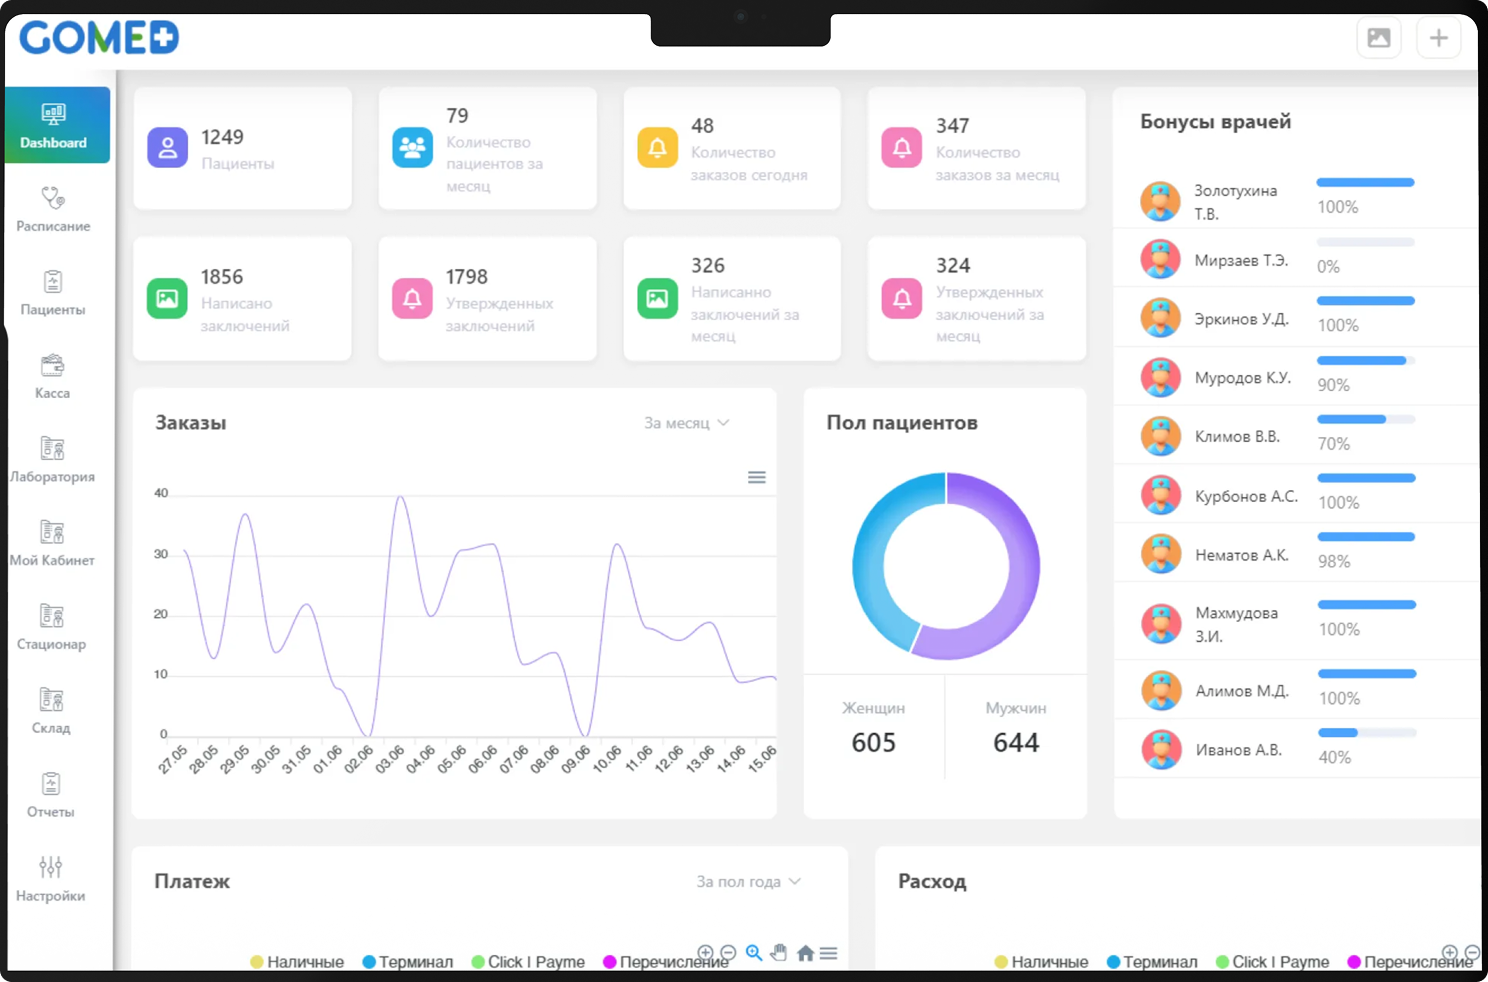 GOMED
Dashboard
Расписание
Пациенты
Касса
Лаборатория
Мой Кабинет
Стационар
Склад
Отчеты
Настройки
1249
Пациенты
79
Количество
пациентов за
месяц
48
Количество
заказов сегодня
347
Количество
заказов за месяц
1856
Написано
заключений
1798
Утвержденных
заключений
326
Написанно
заключений за
месяц
324
Утвержденных
заключений за
месяц
Заказы
За месяц
40
30
20
10
0
27.05 28.05 29.05 30.05 31.05 01.06 02.06 03.06 04.06 05.06 06.06 07.06 08.06 09.06 10.06 11.06 12.06 13.06 14.06 15.06
Пол пациентов
Женщин
605
Мужчин
644
Бонусы врачей
Золотухина
Т.В.
100%
Мирзаев Т.Э.
0%
Эркинов У.Д.
100%
Муродов К.У.
90%
Климов В.В.
70%
Курбонов А.С.
100%
Нематов А.К.
98%
Махмудова
З.И.
100%
Алимов М.Д.
100%
Иванов А.В.
40%
Платеж
За пол года
Наличные Терминал Click | Payme Перечисление
Расход
Наличные Терминал Click | Payme Перечисление